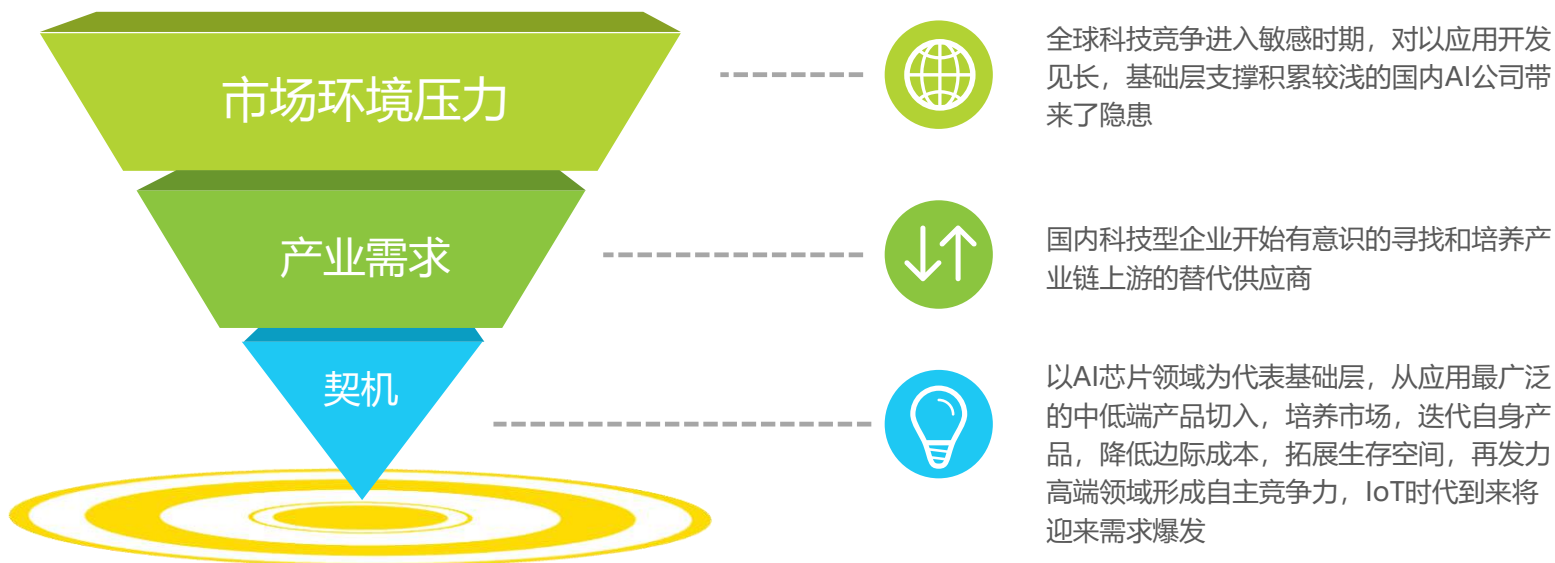 市场环境压力
全球科技竞争进入敏感时期，对以应用开发
见长，基础层支撑积累较浅的国内AI公司带
来了隐患
产业需求
国内科技型企业开始有意识的寻找和培养产
业链上游的替代供应商
契机
以AI芯片领域为代表基础层，从应用最广泛
的中低端产品切入，培养市场，迭代自身产
品，降低边际成本，拓展生存空间，再发力
高端领域形成自主竞争力，IoT时代到来将
迎来需求爆发